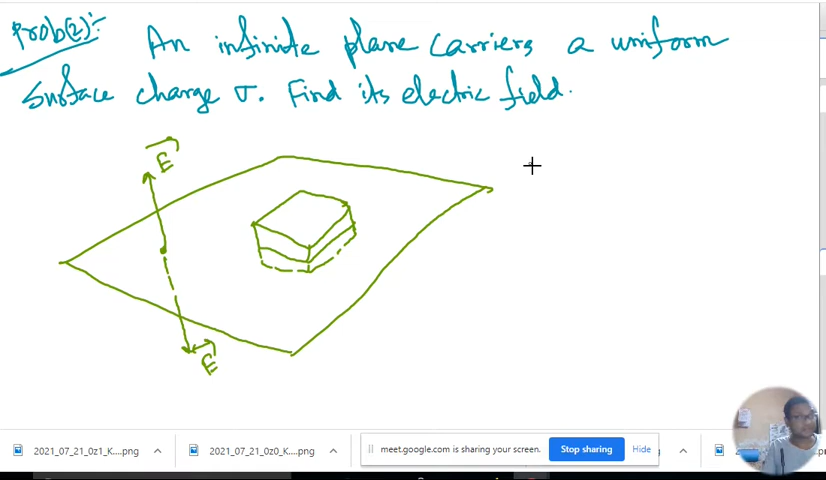 Prob(2):- An infinite plane carriers a uniform
surface charge σ. Find its electric field.
E
E
2021_07_21_0z1_K....png
2021_07_21_0z0_K....png
meet.google.com is sharing your screen.
Stop sharing
Hide